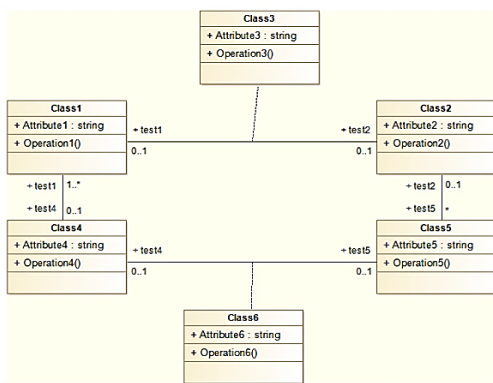 Class3
+ Attribute3 : string
+ Operation3()
Class1
+ Attribute1 : string
+ Operation1()
+ test1
0..1
+ test2
0..1
Class2
+ Attribute2 : string
+ Operation2()
+ test1
1..*
+ test4
0..1
+ test2
0..1
+ test5
*
Class4
+ Attribute4 : string
+ Operation4()
+ test4
0..1
+ test5
0..1
Class5
+ Attribute5 : string
+ Operation5()
Class6
+ Attribute6 : string
+ Operation6()